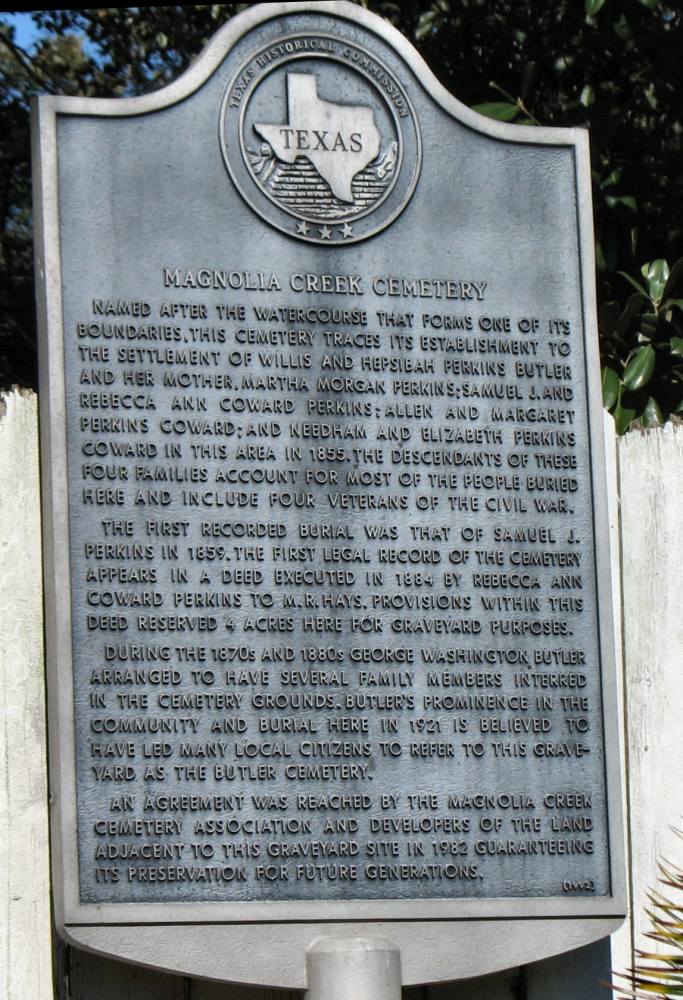 TEXAS HISTORICAL COMMISSION
TEXAS
MAGNOLIA CREEK CEMETERY
NAMED AFTER THE WATERCOURSE THAT FORMS ONE OF ITS
BOUNDARIES, THIS CEMETERY TRACES ITS ESTABLISHMENT TO
THE SETTLEMENT OF WILLIS AND HEPSIBAH PERKINS BUTLER
AND HER MOTHER, MARTHA MORGAN PERKINS; SAMUEL J. AND
REBECCA ANN COWARD PERKINS; ALLEN AND MARGARET
PERKINS COWARD; AND NEEDHAM AND ELIZABETH PERKINS
COWARD IN THIS AREA IN 1855. THE DESCENDANTS OF THESE
FOUR FAMILIES ACCOUNT FOR MOST OF THE PEOPLE BURIED
HERE AND INCLUDE FOUR VETERANS OF THE CIVIL WAR.
THE FIRST RECORDED BURIAL WAS THAT OF SAMUEL J.
PERKINS IN 1859. THE FIRST LEGAL RECORD OF THE CEMETERY
APPEARS IN A DEED EXECUTED IN 1884 BY REBECCA ANN
COWARD PERKINS TO M. R. HAYS. PROVISIONS WITHIN THIS
DEED RESERVED 4 ACRES HERE FOR GRAVEYARD PURPOSES.
DURING THE 1870s AND 1880s GEORGE WASHINGTON BUTLER
ARRANGED TO HAVE SEVERAL FAMILY MEMBERS INTERRED
IN THE CEMETERY GROUNDS. BUTLER'S PROMINENCE IN THE
COMMUNITY AND BURIAL HERE IN 1921 IS BELIEVED TO
HAVE LED MANY LOCAL CITIZENS TO REFER TO THIS GRAVE-
YARD AS THE BUTLER CEMETERY.
AN AGREEMENT WAS REACHED BY THE MAGNOLIA CREEK
CEMETERY ASSOCIATION AND DEVELOPERS OF THE LAND
ADJACENT TO THIS GRAVEYARD SITE IN 1982 GUARANTEEING
ITS PRESERVATION FOR FUTURE GENERATIONS.
(1992)